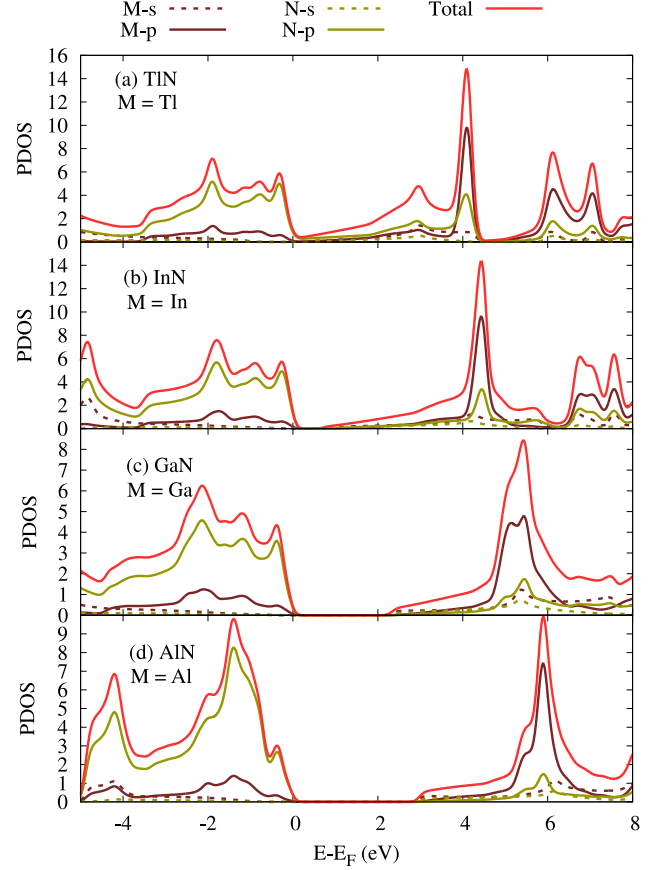 M-s N-s Total
M-p N-p
16
(a) TlN
14
M = Tl
12
10
PDOS
8
6
4
2
0
14
(b) InN
12
M = In
10
PDOS
8
6
4
2
0
8
(c) GaN
7
M = Ga
6
PDOS
5
4
3
2
1
0
9
(d) AlN
8
M = Al
7
6
PDOS
5
4
3
2
1
0
-4 -2 0 2 4 6 8
E-E_F (eV)